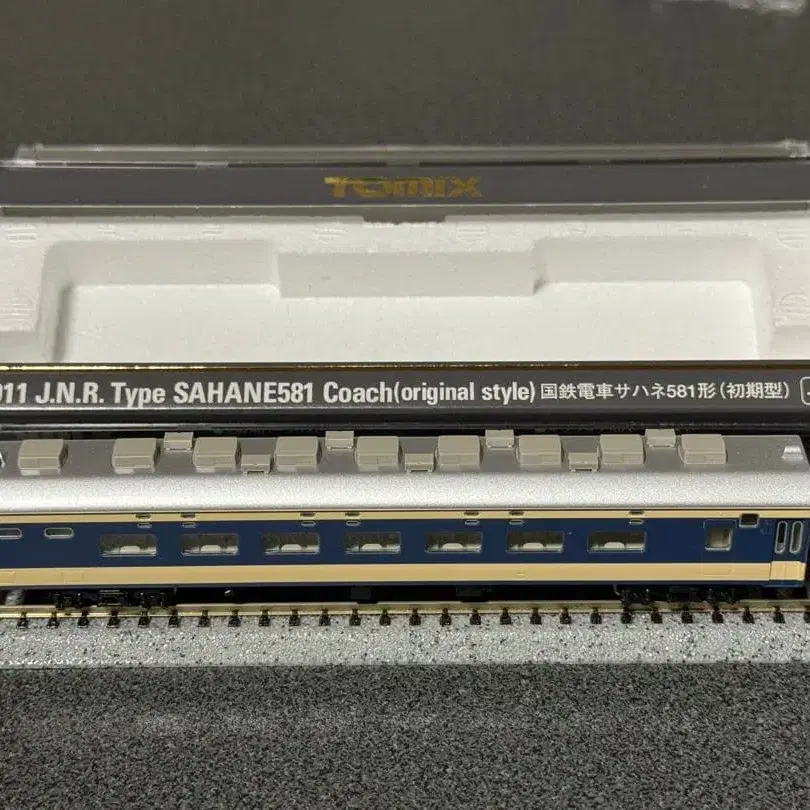 TOMIX
911 J.N.R. Type SAHANE581 Coach(original style) 国鉄電車サハネ581形(初期型)